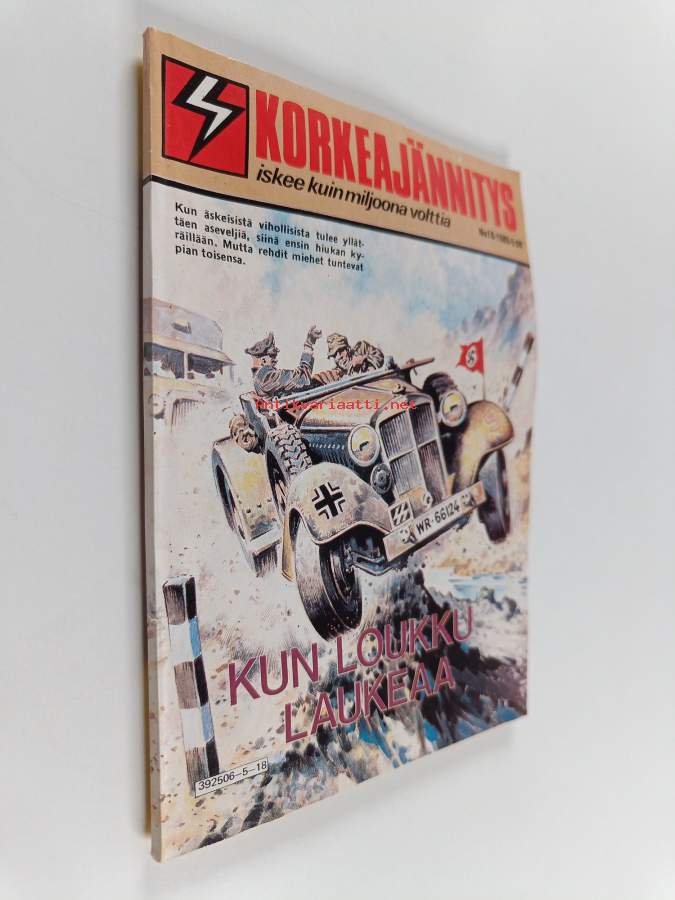 KORKEAJÄNNITYS
iskee kuin miljoona volttia
Kun äskeisistä vihollisista tulee yllät-
täen aseveljiä, siinä ensin hiukan ky-
räillään. Mutta rehdit miehet tuntevat
pian toisensa.
antikvariaatti.net
WR-66124
KUN LOUKKU
LAUKEAA
392506-5-18